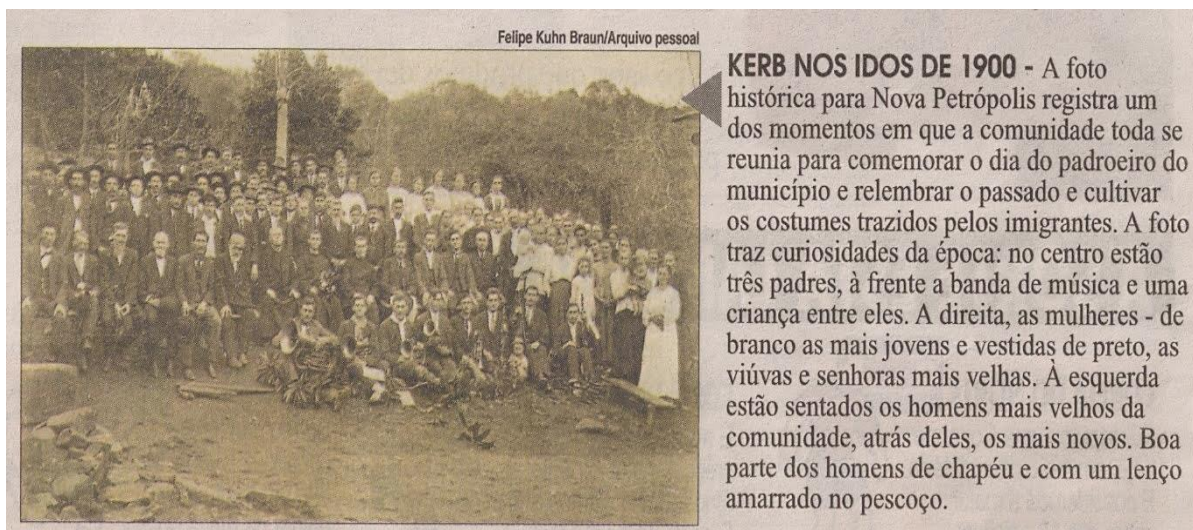 Felipe Kuhn Braun/Arquivo pessoal
KERB NOS IDOS DE 1900 - A foto
histórica para Nova Petrópolis registra um
dos momentos em que a comunidade toda se
reunia para comemorar o dia do padroeiro do
município e relembrar o passado e cultivar
os costumes trazidos pelos imigrantes. A foto
traz curiosidades da época: no centro estão
três padres, à frente a banda de música e uma
criança entre eles. A direita, as mulheres - de
branco as mais jovens e vestidas de preto, as
viúvas e senhoras mais velhas. À esquerda
estão sentados os homens mais velhos da
comunidade, atrás deles, os mais novos. Boa
parte dos homens de chapéu e com um lenço
amarrado no pescoço.